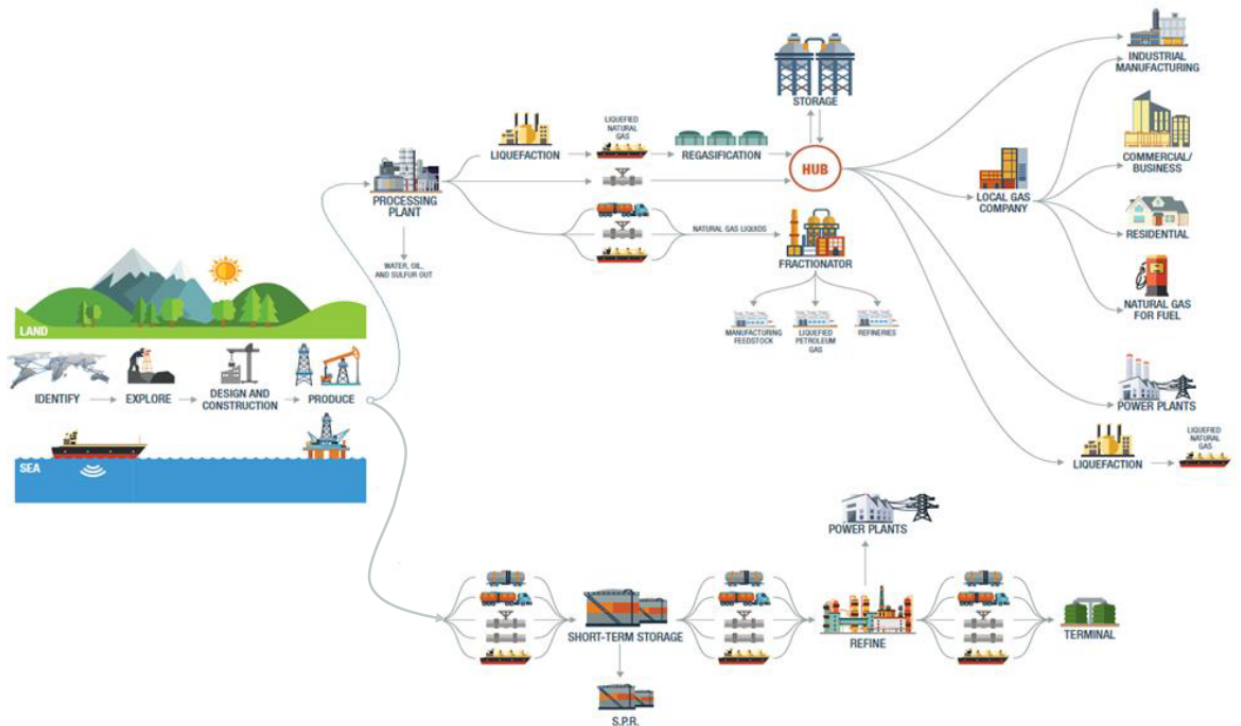 INDUSTRIAL
MANUFACTURING
STORAGE
LIQUEFIED
NATURAL
GAS
LIQUEFACTION
REGASIFICATION
HUB
COMMERCIAL/
BUSINESS
PROCESSING
PLANT
LOCAL GAS
COMPANY
NATURAL GAS LIQUIDS
RESIDENTIAL
WATER, OIL,
AND SULFUR OUT
FRACTIONATOR
NATURAL GAS
FOR FUEL
MANUFACTURING
FEEDSTOCK
LIQUEFIED
PETROLEUM
GAS
REFINERIES
LAND
IDENTIFY
EXPLORE
DESIGN AND
CONSTRUCTION
PRODUCE
POWER PLANTS
LIQUEFIED
NATURAL
GAS
LIQUEFACTION
SEA
POWER PLANTS
SHORT-TERM STORAGE
REFINE
TERMINAL
S.P.R.